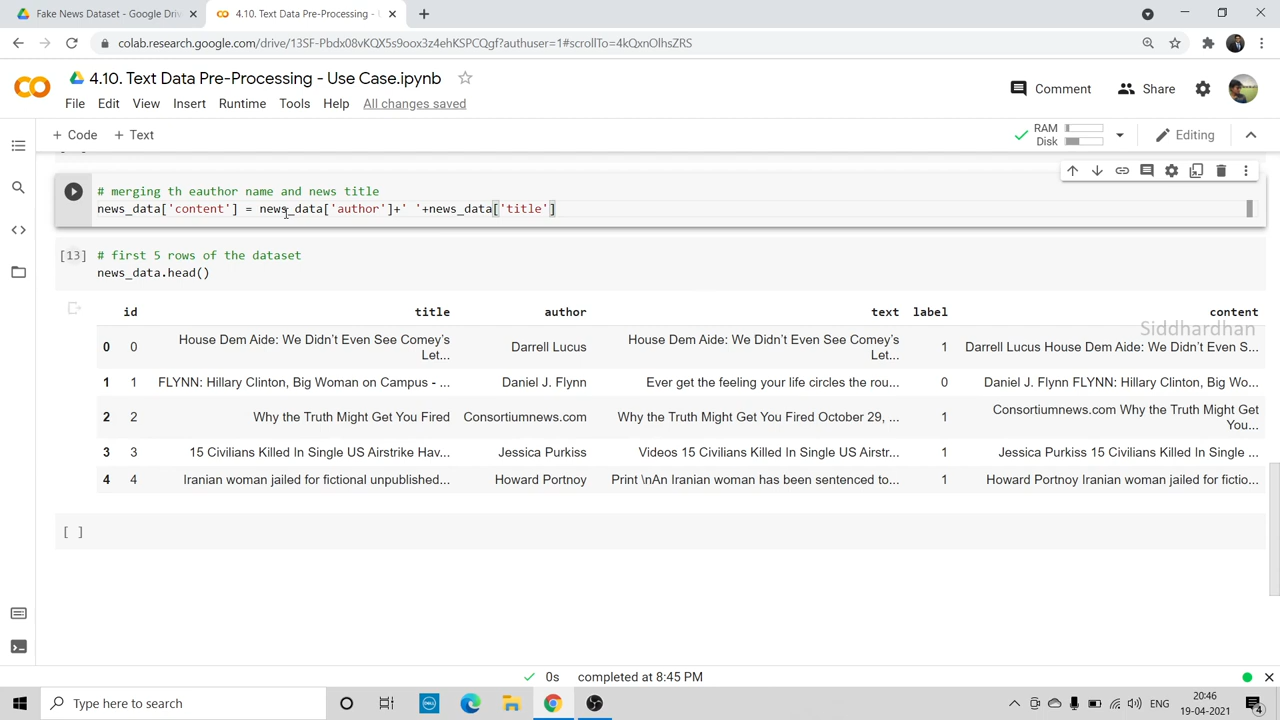 Fake News Dataset - Google Driv
4.10. Text Data Pre-Processing - U
colab.research.google.com/drive/13SF-Pbdx08vKQX5s9oox3z4ehKSPCQgf?authuser=1#scrollTo=4kQxnOlhsZRS
4.10. Text Data Pre-Processing - Use Case.ipynb
Comment
Share
File Edit View Insert Runtime Tools Help All changes saved
+ Code + Text
RAM
Disk
Editing
# merging th eauthor name and news title
news_data['content'] = news_data['author']+' '+news_data['title']
[13] # first 5 rows of the dataset
news_data.head()
id title author text label content
Siddhardhan
0 0 House Dem Aide: We Didn't Even See Comey's Let... Darrell Lucus House Dem Aide: We Didn't Even See Comey's Let... 1 Darrell Lucus House Dem Aide: We Didn't Even S...
1 1 FLYNN: Hillary Clinton, Big Woman on Campus - ... Daniel J. Flynn Ever get the feeling your life circles the rou... 0 Daniel J. Flynn FLYNN: Hillary Clinton, Big Wo...
2 2 Why the Truth Might Get You Fired Consortiumnews.com Why the Truth Might Get You Fired October 29, ... 1 Consortiumnews.com Why the Truth Might Get You...
3 3 15 Civilians Killed In Single US Airstrike Hav... Jessica Purkiss Videos 15 Civilians Killed In Single US Airstr... 1 Jessica Purkiss 15 Civilians Killed In Single ...
4 4 Iranian woman jailed for fictional unpublished... Howard Portnoy Print \nAn Iranian woman has been sentenced to... 1 Howard Portnoy Iranian woman jailed for fictio...
[ ]
0s completed at 8:45 PM
Type here to search
DELL
ENG
20:46
19-04-2021
4